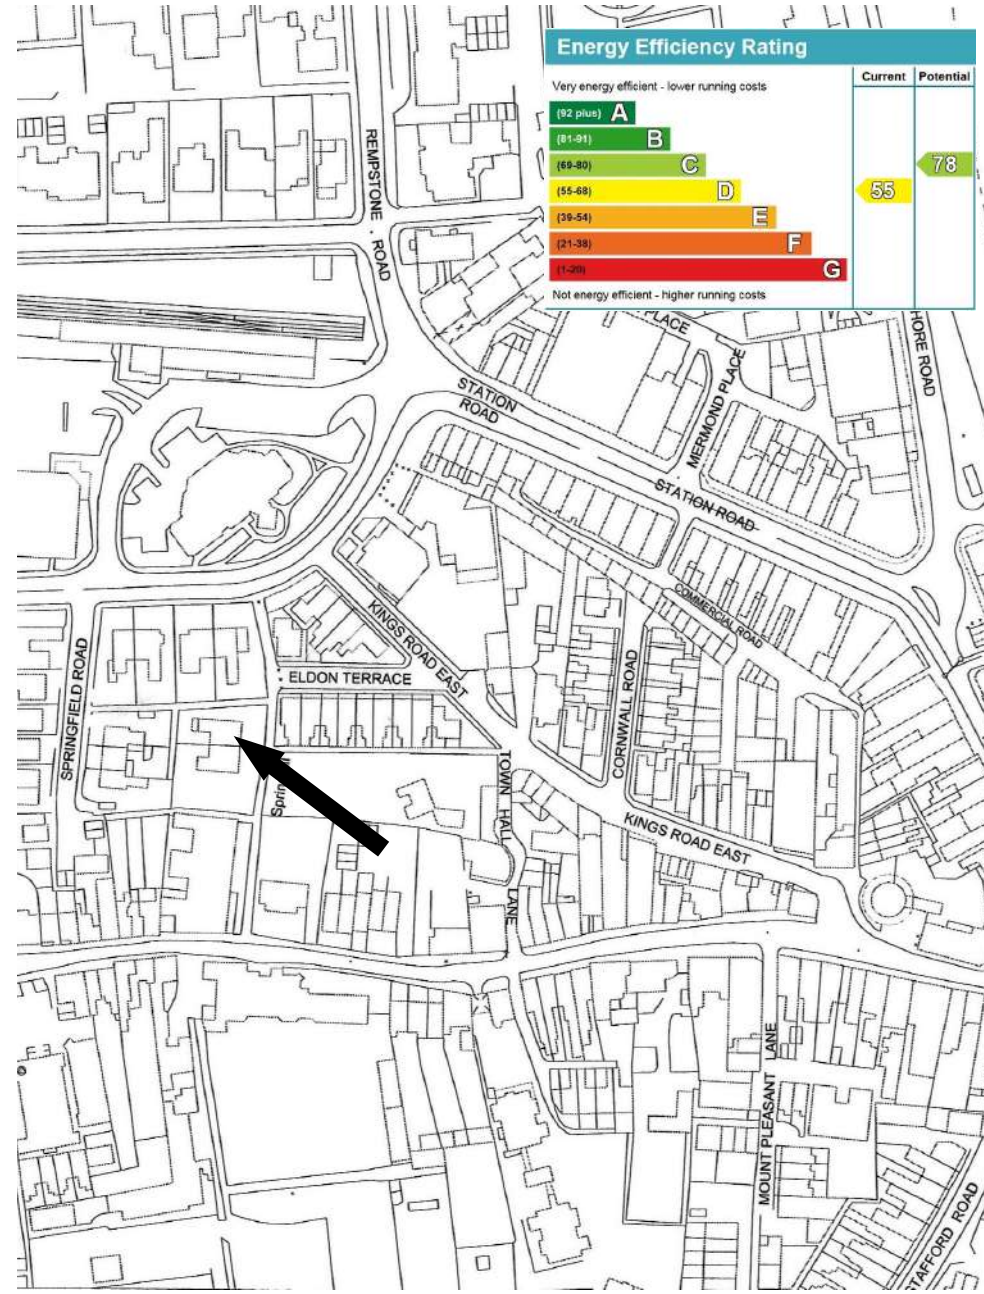 Energy Efficiency Rating
Current
Potential
Very energy efficient - lower running costs
(92 plus) A
(81-91) B
(69-80) C
78
(55-68) D
55
(39-54) E
(21-38) F
(1-20) G
Not energy efficient - higher running costs
REMPSTONE ROAD
PLACE
HORE ROAD
MERMOND PLACE
STATION
ROAD
STATION ROAD
COMMERCIAL ROAD
KINGS ROAD EAST
ELDON TERRACE
SPRINGFIELD ROAD
CORNWALL ROAD
TOWN HALL
LANE
KINGS ROAD EAST
MOUNT PLEASANT LANE
STAFFORD ROAD